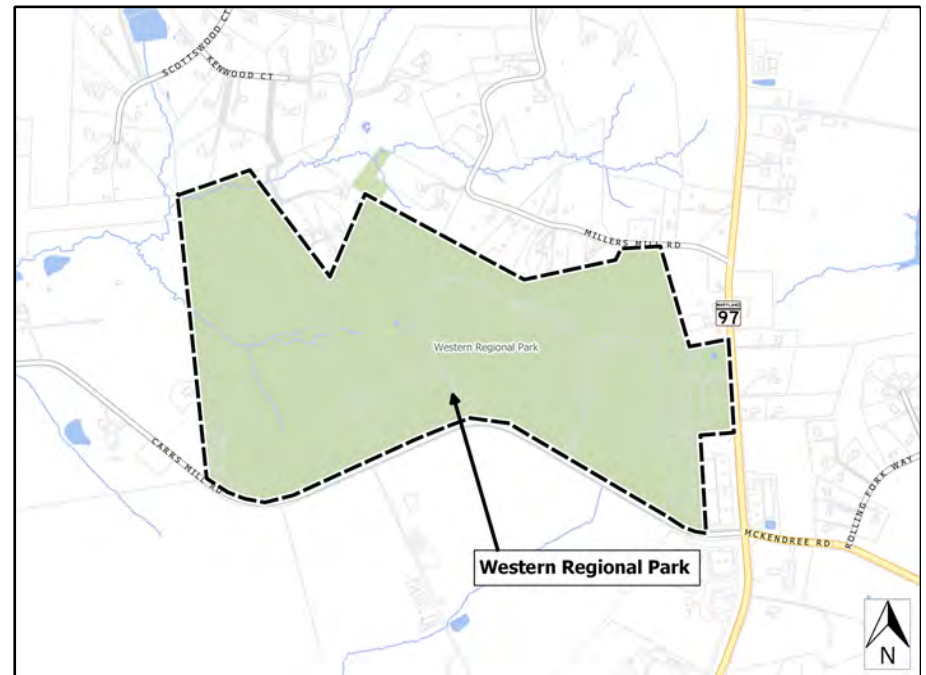 SCOTTSWOOD CT
KENWOOD CT
MILLERS MILL RD
MARYLAND
97
Western Regional Park
CARRS MILL RD
ROLLING FORK WAY
MCKENDREE RD
Western Regional Park
N